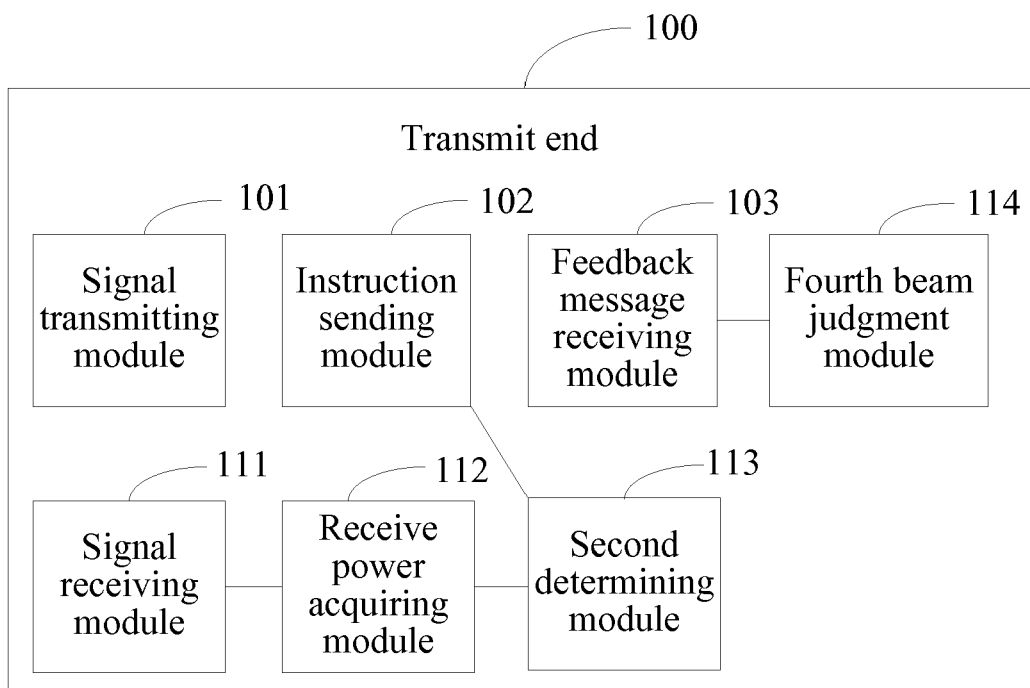 100
Transmit end
101
102
103
114
Signal
transmitting
module
Instruction
sending
module
Feedback
message
receiving
module
Fourth beam
judgment
module
111
112
113
Signal
receiving
module
Receive
power
acquiring
module
Second
determining
module